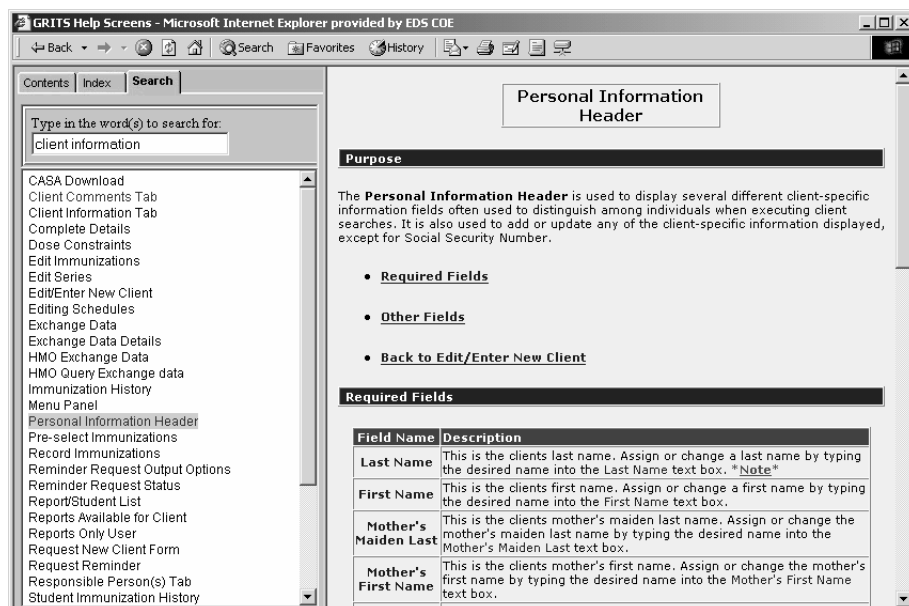 GRITS Help Screens - Microsoft Internet Explorer provided by EDS COE
Back
Search
Favorites
History
Contents
Index
Search
Type in the word(s) to search for:
client information
CASA Download
Client Comments Tab
Client Information Tab
Complete Details
Dose Constraints
Edit Immunizations
Edit Series
Edit/Enter New Client
Editing Schedules
Exchange Data
Exchange Data Details
HMO Exchange Data
HMO Query Exchange data
Immunization History
Menu Panel
Personal Information Header
Pre-select Immunizations
Record Immunizations
Reminder Request Output Options
Reminder Request Status
Report/Student List
Reports Available for Client
Reports Only User
Request New Client Form
Request Reminder
Responsible Person(s) Tab
Student Immunization History
Personal Information
Header
Purpose
The Personal Information Header is used to display several different client-specific
information fields often used to distinguish among individuals when executing client
searches. It is also used to add or update any of the client-specific information displayed,
except for Social Security Number.
• Required Fields
• Other Fields
• Back to Edit/Enter New Client
Required Fields
Field Name Description
Last Name
This is the clients last name. Assign or change a last name by typing
the desired name into the Last Name text box. *Note*
First Name
This is the clients first name. Assign or change a first name by typing
the desired name into the First Name text box.
Mother's
Maiden Last
This is the clients mother's maiden last name. Assign or change the
mother's maiden last name by typing the desired name into the
Mother's Maiden Last text box.
Mother's
First Name
This is the clients mother's first name. Assign or change the mother's
first name by typing the desired name into the Mother's First Name
text box.